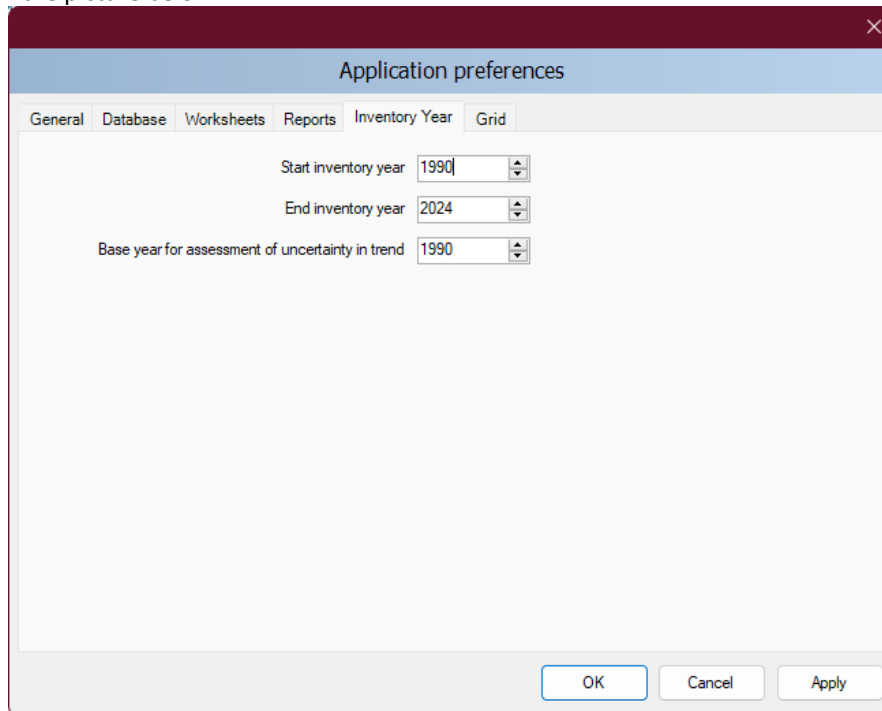 Application preferences
General Database Worksheets Reports Inventory Year Grid
Start inventory year 1990
End inventory year 2024
Base year for assessment of uncertainty in trend 1990
OK Cancel Apply